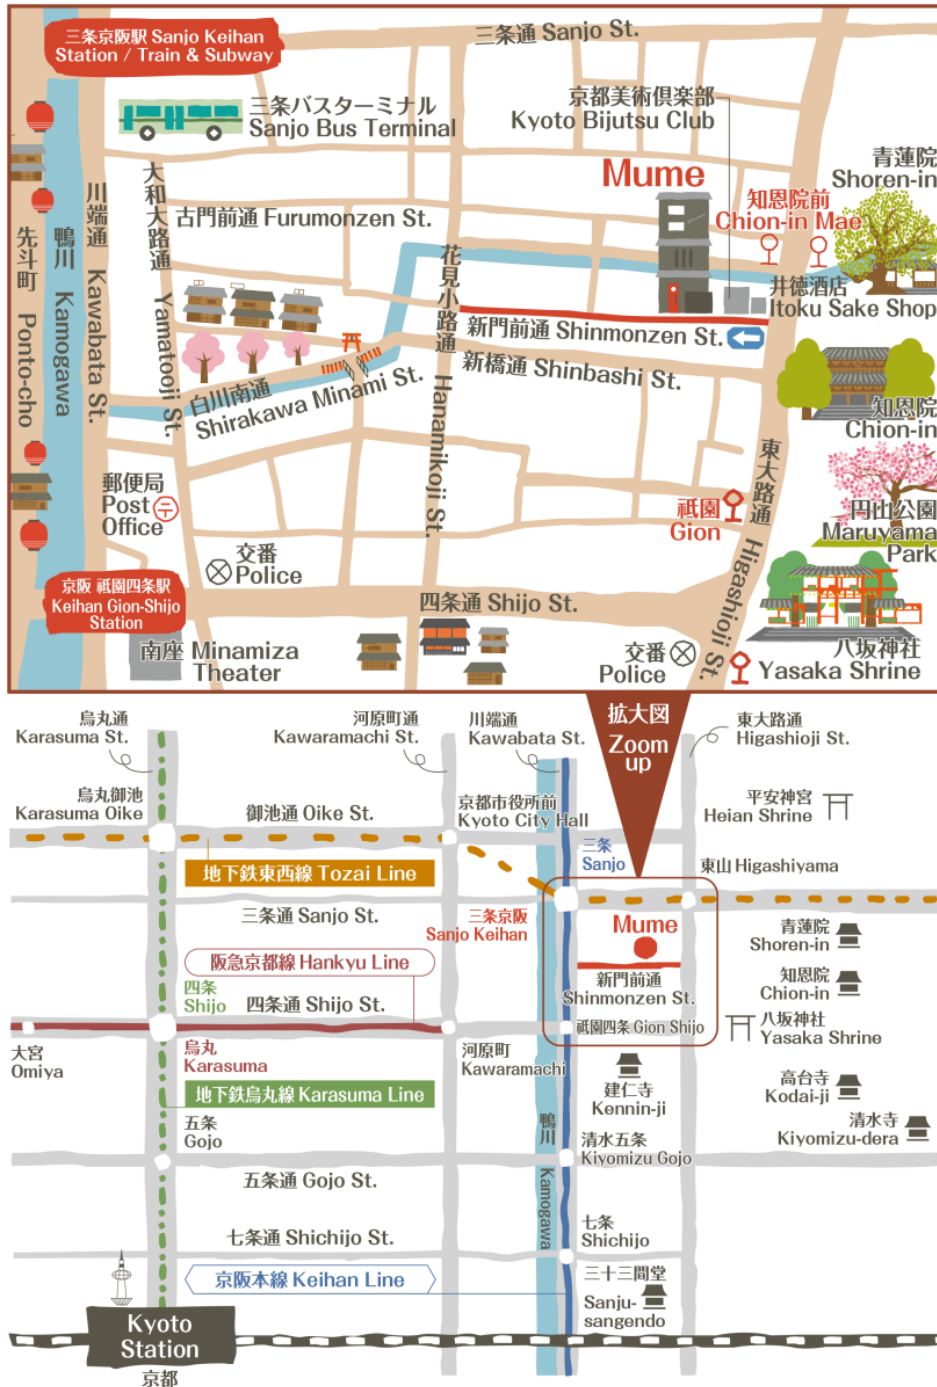 三条京阪駅 Sanjo Keihan
Station / Train & Subway
三条通 Sanjo St.
三条バスターミナル
Sanjo Bus Terminal
京都美術倶楽部
Kyoto Bijutsu Club
青蓮院
Shoren-in
Mume
知恩院前
Chion-in Mae
川端通 Kawabata St.
大和大路通 Yamatooji St.
古門前通 Furumonzen St.
先斗町 Ponto-cho
鴨川 Kamogawa
花見小路通 Hanamikoji St.
井徳酒店
Itoku Sake Shop
新門前通 Shinmonzen St.
新橋通 Shinbashi St.
白川南通
Shirakawa Minami St.
知恩院
Chion-in
東大路通 Higashioji St.
郵便局
Post
Office
祇園
Gion
円山公園
Maruyama
Park
交番
Police
京阪 祇園四条駅
Keihan Gion-Shijo
Station
四条通 Shijo St.
南座 Minamiza
Theater
交番
Police
八坂神社
Yasaka Shrine
烏丸通
Karasuma St.
河原町通
Kawaramachi St.
川端通
Kawabata St.
拡大図
Zoom
up
東大路通
Higashioji St.
烏丸御池
Karasuma Oike
御池通 Oike St.
京都市役所前
Kyoto City Hall
平安神宮
Heian Shrine
三条
Sanjo
東山 Higashiyama
地下鉄東西線 Tozai Line
三条通 Sanjo St.
三条京阪
Sanjo Keihan
Mume
青蓮院
Shoren-in
阪急京都線 Hankyu Line
四条
Shijo
四条通 Shijo St.
新門前通
Shinmonzen St.
知恩院
Chion-in
祇園四条 Gion Shijo
八坂神社
Yasaka Shrine
大宮
Omiya
烏丸
Karasuma
河原町
Kawaramachi
建仁寺
Kennin-ji
高台寺
Kodai-ji
地下鉄烏丸線 Karasuma Line
五条
Gojo
鴨川 Kamogawa
清水五条
Kiyomizu Gojo
清水寺
Kiyomizu-dera
五条通 Gojo St.
七条通 Shichijo St.
七条
Shichijo
京阪本線 Keihan Line
三十三間堂
Sanju-
sangendo
Kyoto
Station
京都